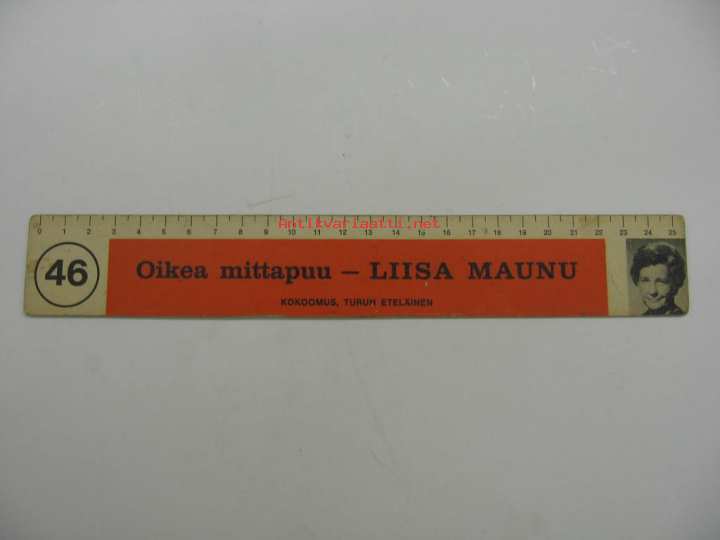 Antikvariaatti.net
0 1 2 3 4 5 6 7 8 9 10 11 12 13 14 15 16 17 18 19 20 21 22 23 24 25
46
Oikea mittapuu – LIISA MAUNU
KOKOOMUS, TURUN ETELÄINEN